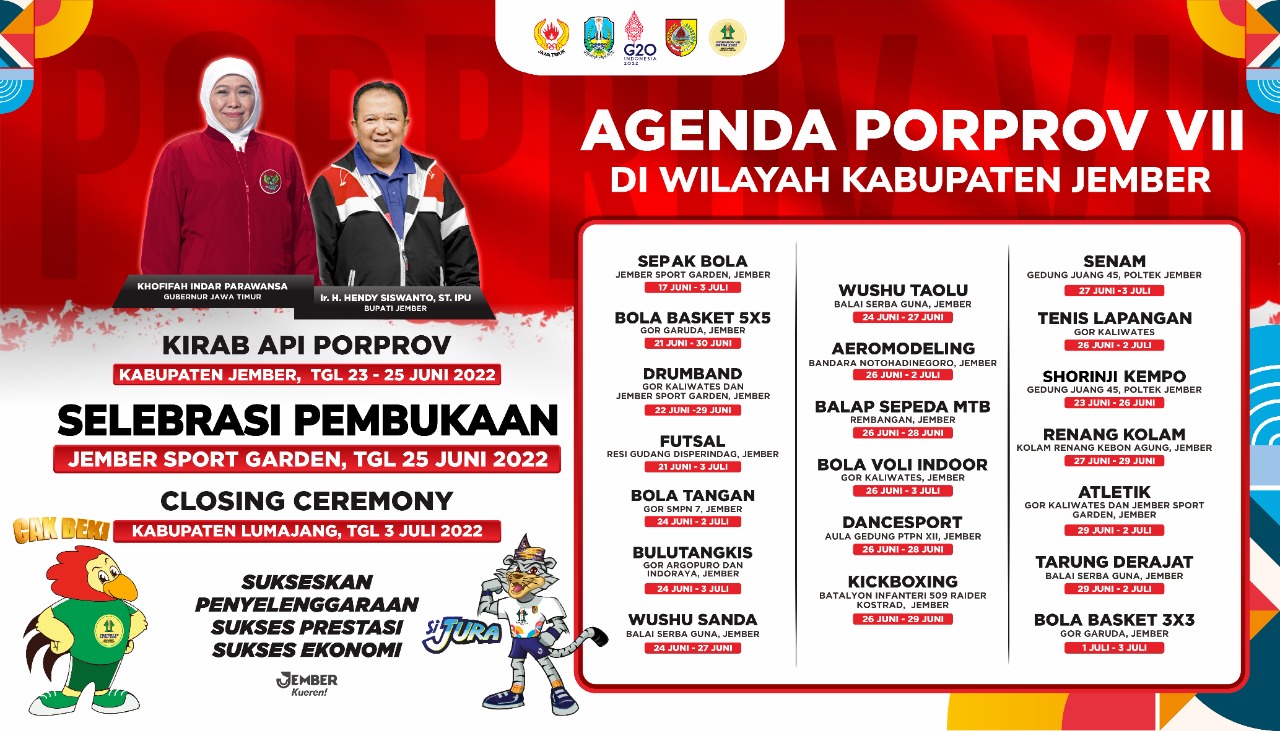 JAWA TIMUR
G20
INDONESIA
2022
PORPROV VII
KHOFIFAH INDAR PARAWANSA
GUBERNUR JAWA TIMUR
Ir. H. HENDY SISWANTO, ST. IPU
BUPATI JEMBER
KIRAB API PORPROV
KABUPATEN JEMBER, TGL 23 - 25 JUNI 2022
SELEBRASI PEMBUKAAN
JEMBER SPORT GARDEN, TGL 25 JUNI 2022
CLOSING CEREMONY
KABUPATEN LUMAJANG, TGL 3 JULI 2022
CAK BEKI
SUKSESKAN
PENYELENGGARAAN
SUKSES PRESTASI
SUKSES EKONOMI
JEMBER
Kueren!
Si JURA
AGENDA PORPROV VII
DI WILAYAH KABUPATEN JEMBER
SEPAK BOLA
JEMBER SPORT GARDEN, JEMBER
17 JUNI - 3 JULI
BOLA BASKET 5X5
GOR GARUDA, JEMBER
21 JUNI - 30 JUNI
DRUMBAND
GOR KALIWATES DAN
JEMBER SPORT GARDEN, JEMBER
22 JUNI -29 JUNI
FUTSAL
RESI GUDANG DISPERINDAG, JEMBER
21 JUNI - 3 JULI
BOLA TANGAN
GOR SMPN 7, JEMBER
24 JUNI - 2 JULI
BULUTANGKIS
GOR ARGOPURO DAN
INDORAYA, JEMBER
24 JUNI - 3 JULI
WUSHU SANDA
BALAI SERBA GUNA, JEMBER
24 JUNI - 27 JUNI
WUSHU TAOLU
BALAI SERBA GUNA, JEMBER
24 JUNI - 27 JUNI
AEROMODELING
BANDARA NOTOHADINEGORO, JEMBER
26 JUNI - 2 JULI
BALAP SEPEDA MTB
REMBANGAN, JEMBER
26 JUNI - 28 JUNI
BOLA VOLI INDOOR
GOR KALIWATES, JEMBER
26 JUNI - 3 JULI
DANCESPORT
AULA GEDUNG PTPN XII, JEMBER
26 JUNI - 28 JUNI
KICKBOXING
BATALYON INFANTERI 509 RAIDER
KOSTRAD, JEMBER
26 JUNI - 29 JUNI
SENAM
GEDUNG JUANG 45, POLTEK JEMBER
27 JUNI -3 JULI
TENIS LAPANGAN
GOR KALIWATES
26 JUNI - 2 JULI
SHORINJI KEMPO
GEDUNG JUANG 45, POLTEK JEMBER
23 JUNI - 26 JUNI
RENANG KOLAM
KOLAM RENANG KEBON AGUNG, JEMBER
27 JUNI - 29 JUNI
ATLETIK
GOR KALIWATES DAN JEMBER SPORT
GARDEN, JEMBER
29 JUNI - 2 JULI
TARUNG DERAJAT
BALAI SERBA GUNA, JEMBER
29 JUNI - 2 JULI
BOLA BASKET 3X3
GOR GARUDA, JEMBER
1 JULI - 3 JULI